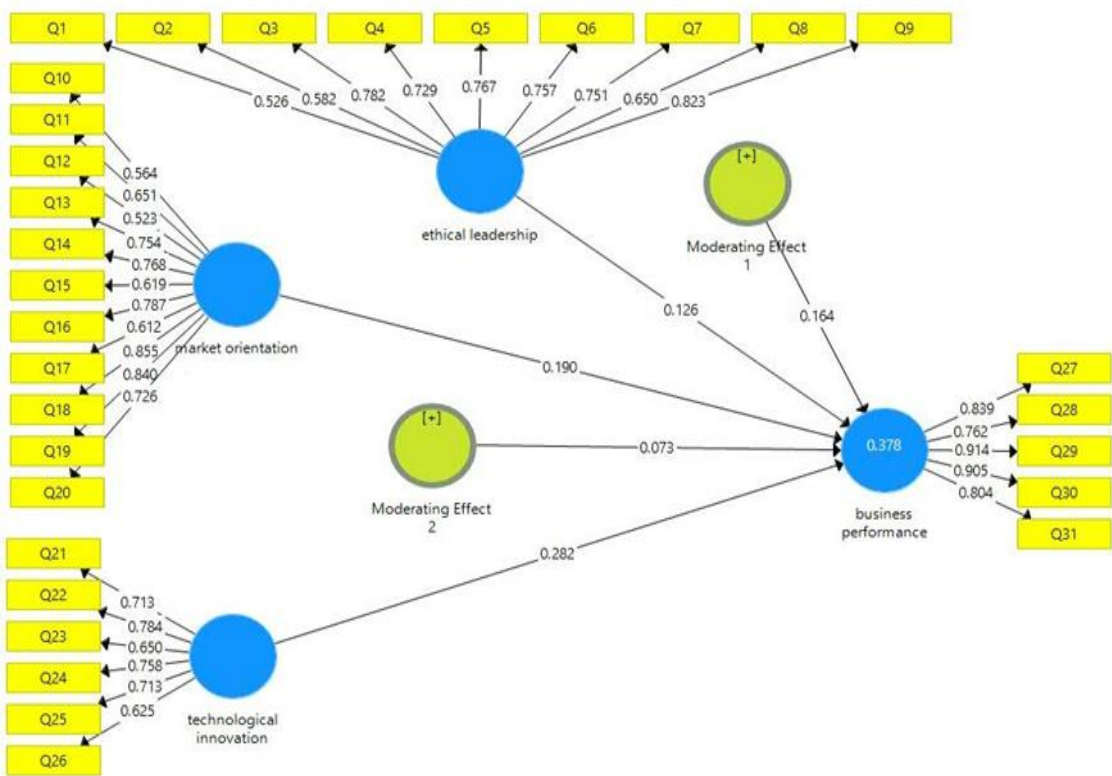 Q1
Q2
Q3
Q4
Q5
Q6
Q7
Q8
Q9
0.526
0.582
0.782
0.729
0.767
0.757
0.751
0.650
0.823
ethical leadership
Q10
Q11
Q12
Q13
Q14
Q15
Q16
Q17
Q18
Q19
Q20
0.564
0.651
0.523
0.754
0.768
0.619
0.787
0.612
0.855
0.840
0.726
market orientation
[+]
Moderating Effect
1
0.126
0.164
0.190
[+]
Moderating Effect
2
0.073
0.282
0.378
business
performance
0.839
0.762
0.914
0.905
0.804
Q27
Q28
Q29
Q30
Q31
Q21
Q22
Q23
Q24
Q25
Q26
0.713
0.784
0.650
0.758
0.713
0.625
technological
innovation